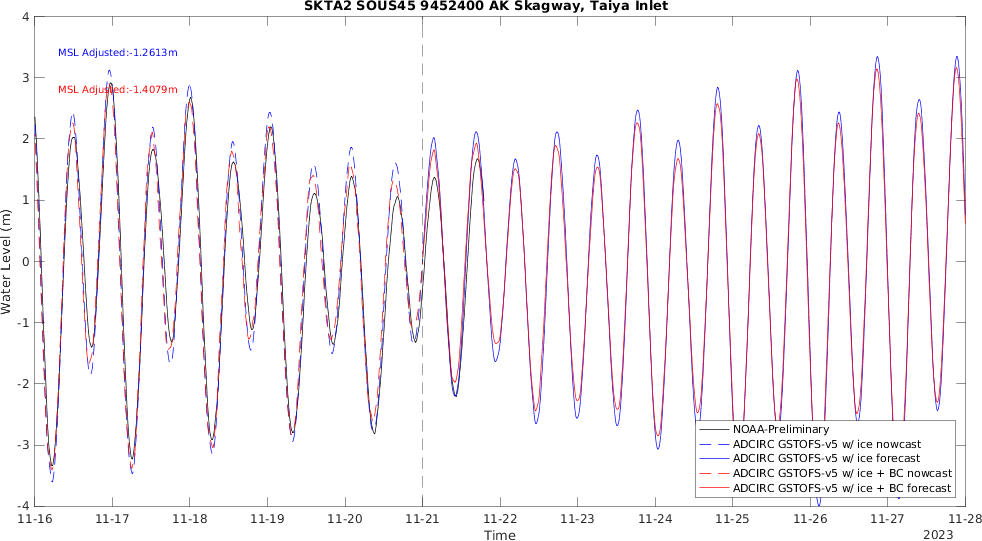 SKTA2 SOUS45 9452400 AK Skagway, Taiya Inlet
MSL Adjusted:-1.2613m
MSL Adjusted:-1.4079m
Water Level (m)
4
3
2
1
0
-1
-2
-3
-4
NOAA-Preliminary
ADCIRC GSTOFS-v5 w/ ice nowcast
ADCIRC GSTOFS-v5 w/ ice forecast
ADCIRC GSTOFS-v5 w/ ice + BC nowcast
ADCIRC GSTOFS-v5 w/ ice + BC forecast
11-16 11-17 11-18 11-19 11-20 11-21 11-22 11-23 11-24 11-25 11-26 11-27 11-28
Time
2023